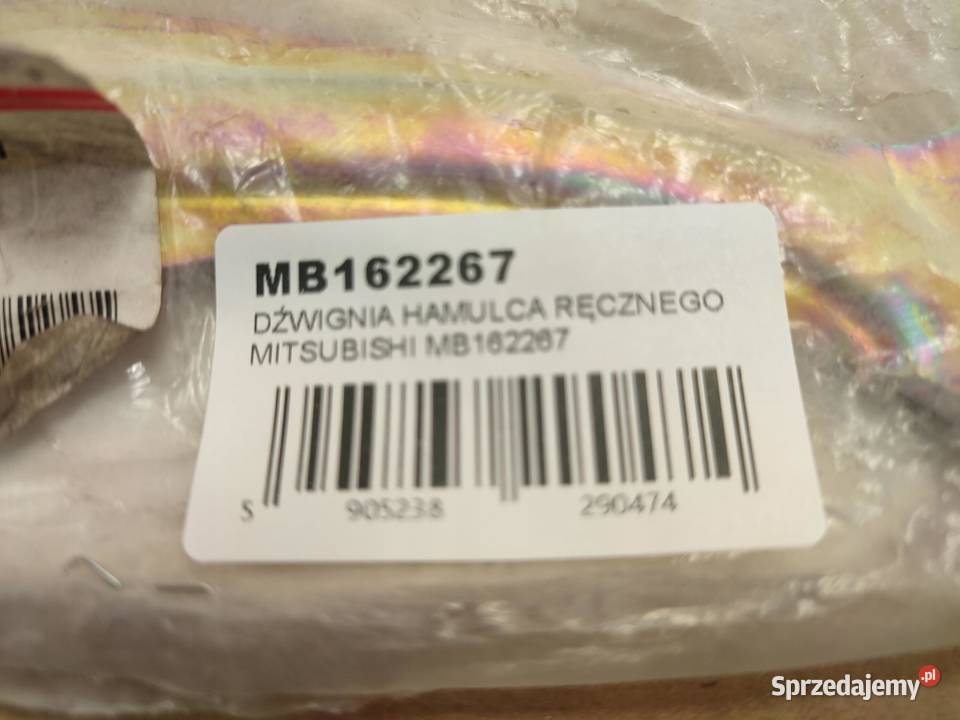 MB162267
DŹWIGNIA HAMULCA RĘCZNEGO
MITSUBISHI MB162267
5 905238 290474
Sprzedajemy.pl